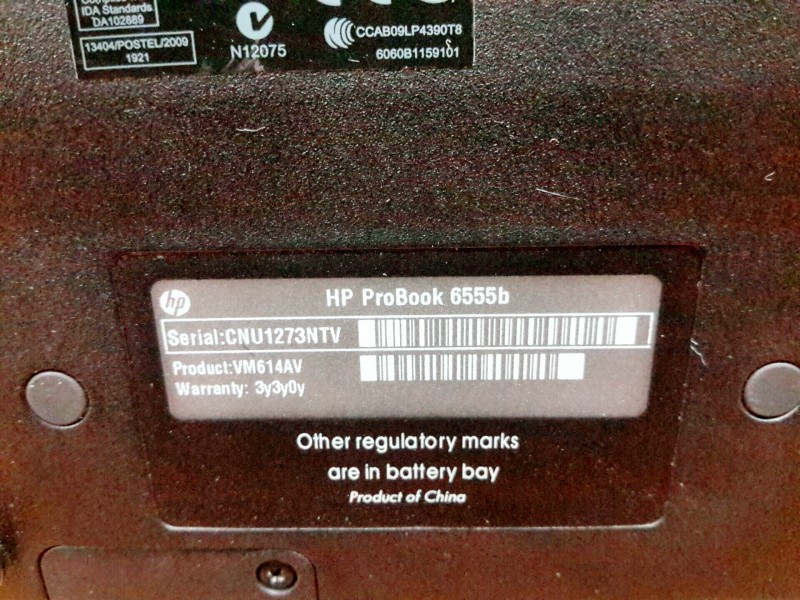 IDA Standards
DA102889
13404/POSTEL/2009
1921
N12075
CCAB09LP4390T8
6060B1159101
hp
HP ProBook 6555b
Serial:CNU1273NTV
Product:VM614AV
Warranty: 3y3y0y
Other regulatory marks
are in battery bay
Product of China